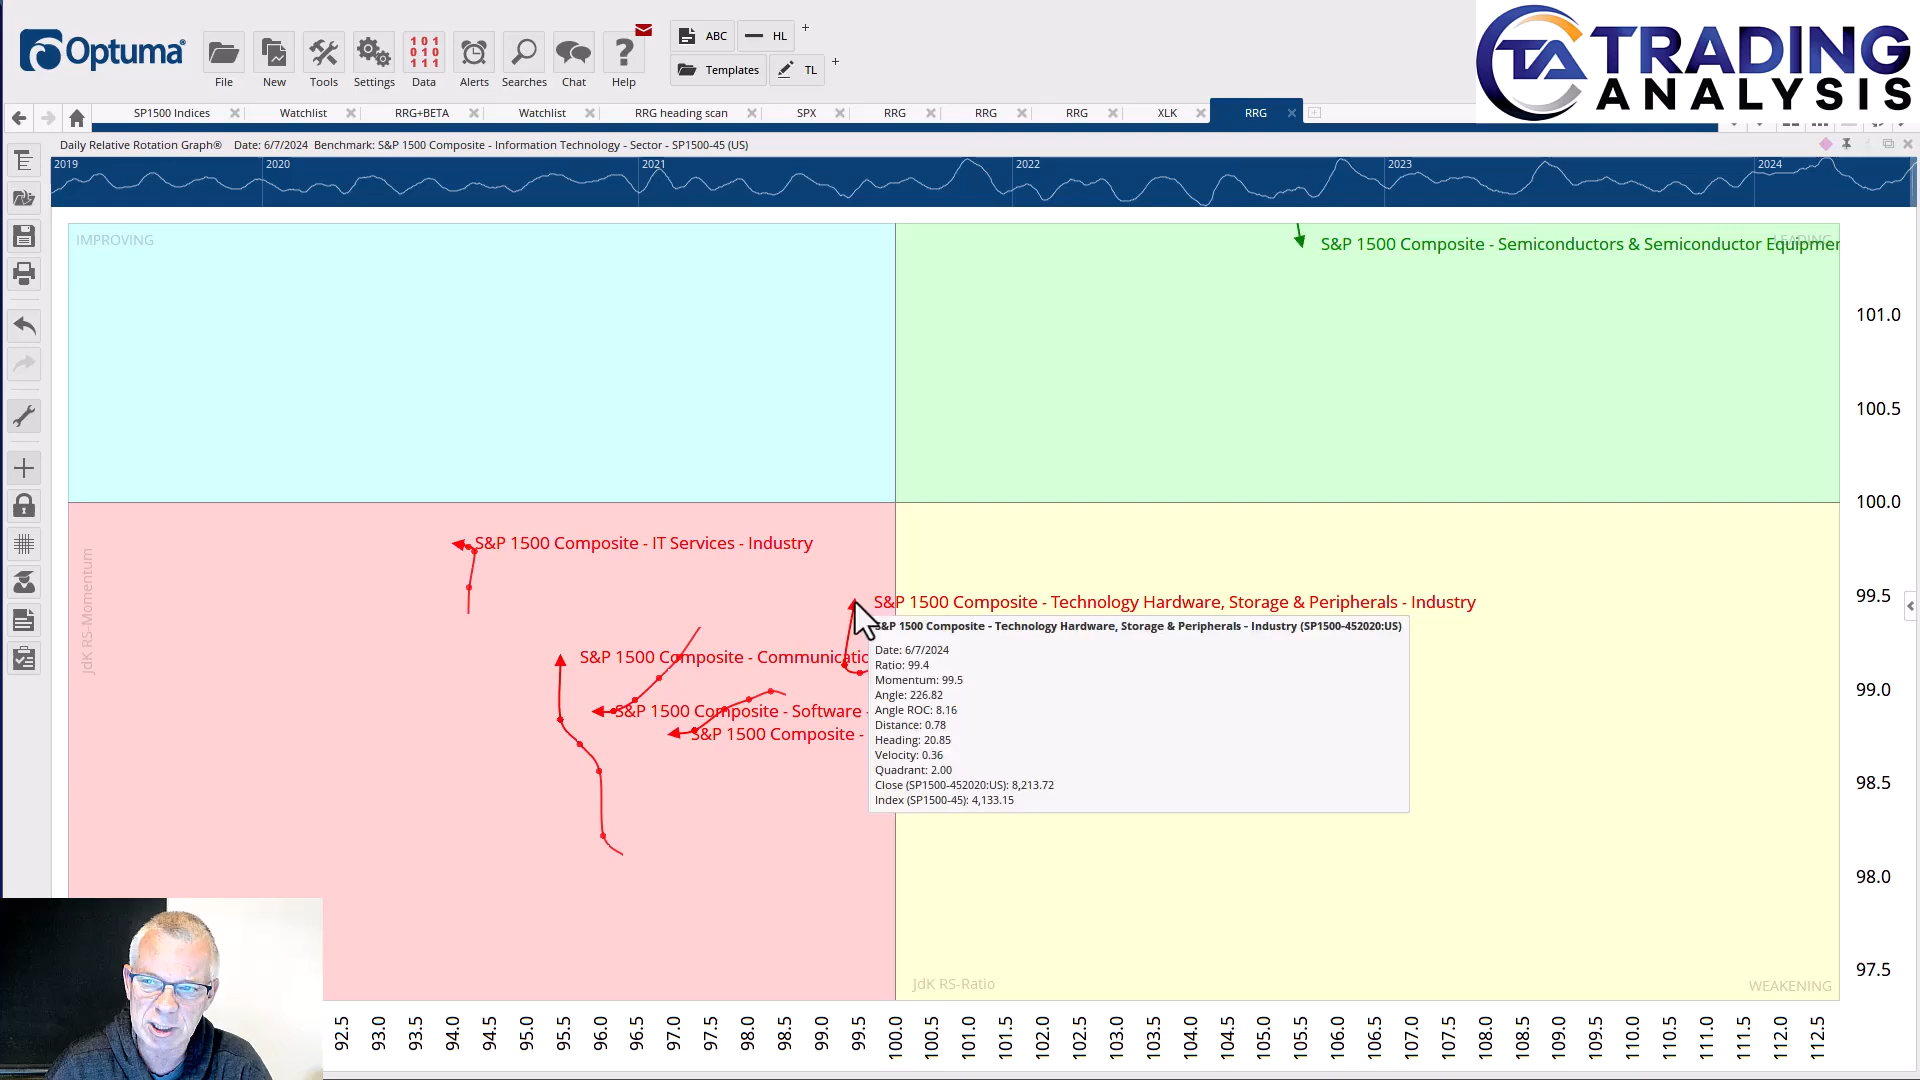 Optuma
File
New
Tools
Settings
101
010
111
Data
Alerts
Searches
Chat
?
Help
ABC
HL
+
Templates
TL
+
TA TRADING
ANALYSIS
SP1500 Indices
Watchlist
RRG+BETA
Watchlist
RRG heading scan
SPX
RRG
RRG
RRG
XLK
RRG
Daily Relative Rotation Graph® Date: 6/7/2024 Benchmark: S&P 1500 Composite - Information Technology - Sector - SP1500-45 (US)
2019
2020
2021
2022
2023
2024
IMPROVING
LEADING
S&P 1500 Composite - Semiconductors & Semiconductor Equipmen
101.0
100.5
100.0
99.5
99.0
98.5
98.0
97.5
JdK RS-Momentum
S&P 1500 Composite - IT Services - Industry
S&P 1500 Composite - Technology Hardware, Storage & Peripherals - Industry
S&P 1500 Composite - Communicatio
S&P 1500 Composite - Software -
S&P 1500 Composite -
S&P 1500 Composite - Technology Hardware, Storage & Peripherals - Industry (SP1500-452020:US)
Date: 6/7/2024
Ratio: 99.4
Momentum: 99.5
Angle: 226.82
Angle ROC: 8.16
Distance: 0.78
Heading: 20.85
Velocity: 0.36
Quadrant: 2.00
Close (SP1500-452020:US): 8,213.72
Index (SP1500-45): 4,133.15
JdK RS-Ratio
WEAKENING
92.5
93.0
93.5
94.0
94.5
95.0
95.5
96.0
96.5
97.0
97.5
98.0
98.5
99.0
99.5
100.0
100.5
101.0
101.5
102.0
102.5
103.0
103.5
104.0
104.5
105.0
105.5
106.0
106.5
107.0
107.5
108.0
108.5
109.0
109.5
110.0
110.5
111.0
111.5
112.0
112.5